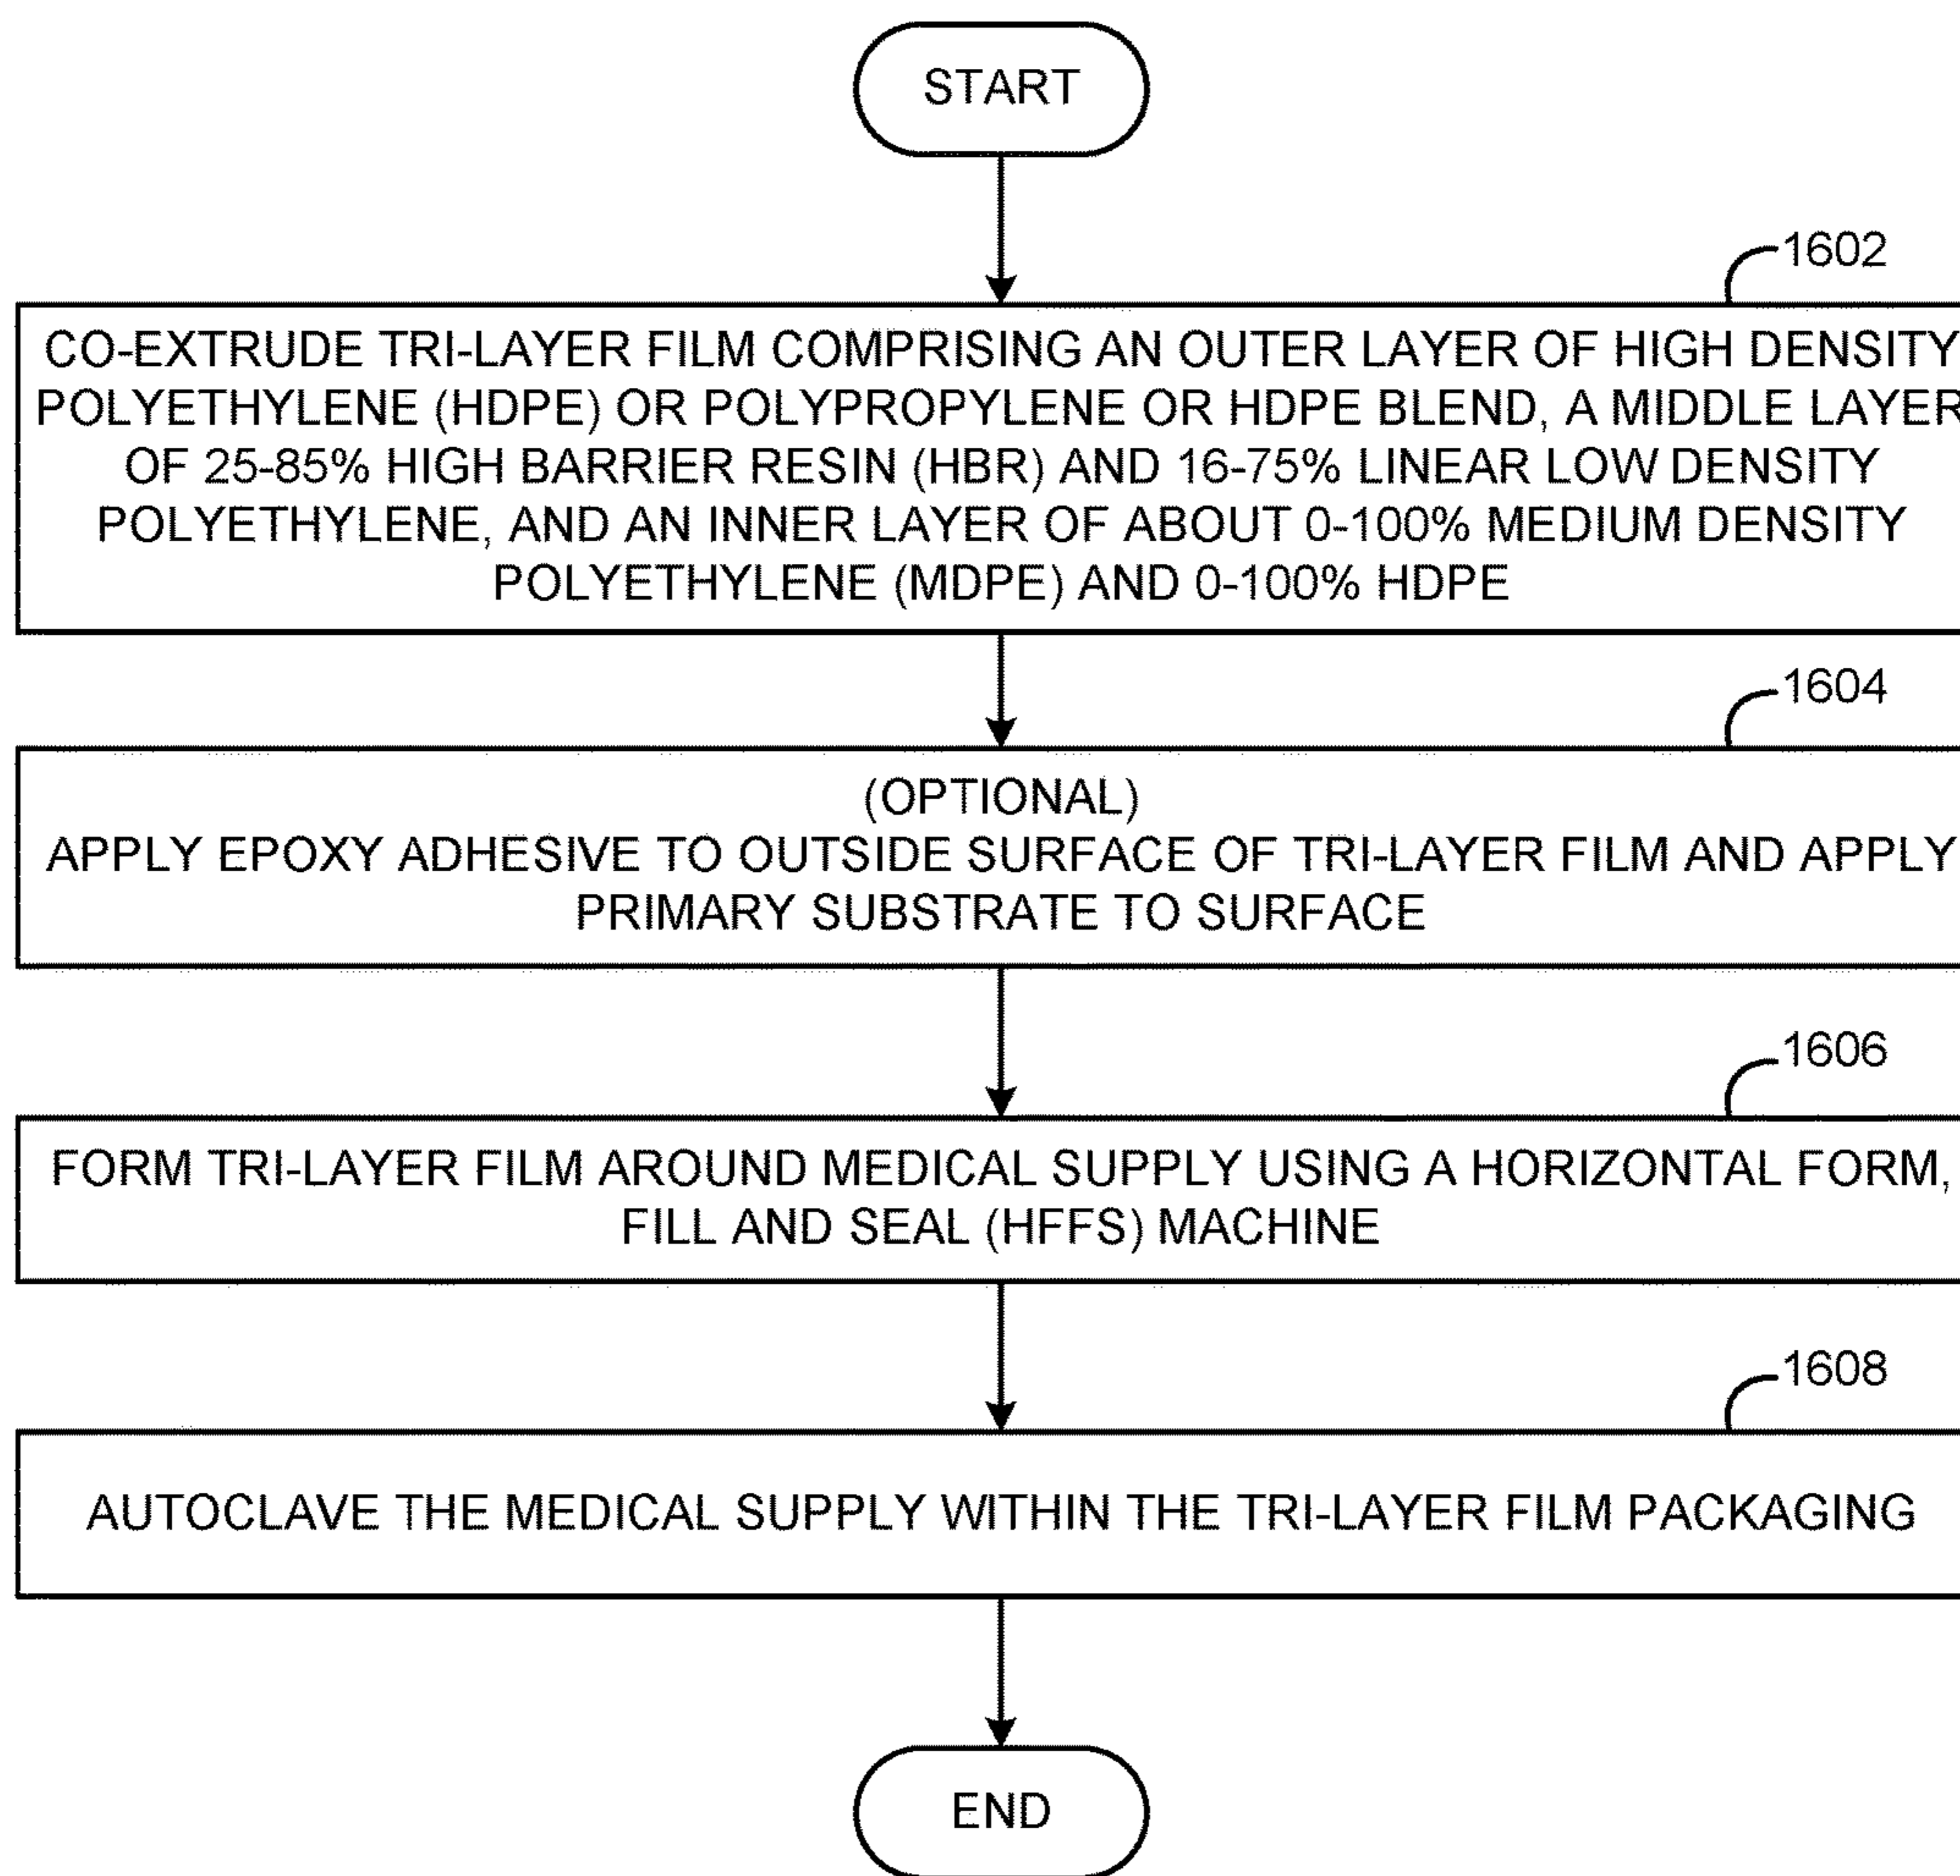 START
1602
CO-EXTRUDE TRI-LAYER FILM COMPRISING AN OUTER LAYER OF HIGH DENSITY
POLYETHYLENE (HDPE) OR POLYPROPYLENE OR HDPE BLEND, A MIDDLE LAYER
OF 25-85% HIGH BARRIER RESIN (HBR) AND 16-75% LINEAR LOW DENSITY
POLYETHYLENE, AND AN INNER LAYER OF ABOUT 0-100% MEDIUM DENSITY
POLYETHYLENE (MDPE) AND 0-100% HDPE
1604
(OPTIONAL)
APPLY EPOXY ADHESIVE TO OUTSIDE SURFACE OF TRI-LAYER FILM AND APPLY
PRIMARY SUBSTRATE TO SURFACE
1606
FORM TRI-LAYER FILM AROUND MEDICAL SUPPLY USING A HORIZONTAL FORM,
FILL AND SEAL (HFFS) MACHINE
1608
AUTOCLAVE THE MEDICAL SUPPLY WITHIN THE TRI-LAYER FILM PACKAGING
END